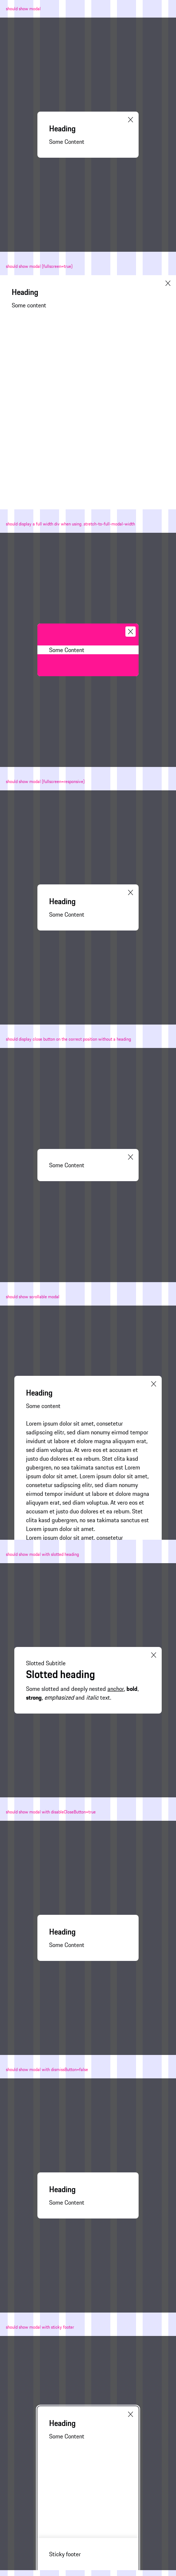 should show modal
Heading
Some Content
should show modal (fullscreen=true)
Heading
Some content
should display a full width div when using .stretch-to-full-modal-width
Some Content
should show modal (fullscreen=responsive)
Heading
Some Content
should display close button on the correct position without a heading
Some Content
should show scrollable modal
Heading
Some content
Lorem ipsum dolor sit amet, consetetur
sadipscing elitr, sed diam nonumy eirmod tempor
invidunt ut labore et dolore magna aliquyam erat,
sed diam voluptua. At vero eos et accusam et
justo duo dolores et ea rebum. Stet clita kasd
gubergren, no sea takimata sanctus est Lorem
ipsum dolor sit amet. Lorem ipsum dolor sit amet,
consetetur sadipscing elitr, sed diam nonumy
eirmod tempor invidunt ut labore et dolore magna
aliquyam erat, sed diam voluptua. At vero eos et
accusam et justo duo dolores et ea rebum. Stet
clita kasd gubergren, no sea takimata sanctus est
Lorem ipsum dolor sit amet.
Lorem ipsum dolor sit amet, consetetur
should show modal with slotted heading
Slotted Subtitle
Slotted heading
Some slotted and deeply nested anchor, bold,
strong, emphasized and italic text.
should show modal with disableCloseButton=true
Heading
Some Content
should show modal with dismissButton=false
Heading
Some Content
should show modal with sticky footer
Heading
Some Content
Sticky footer